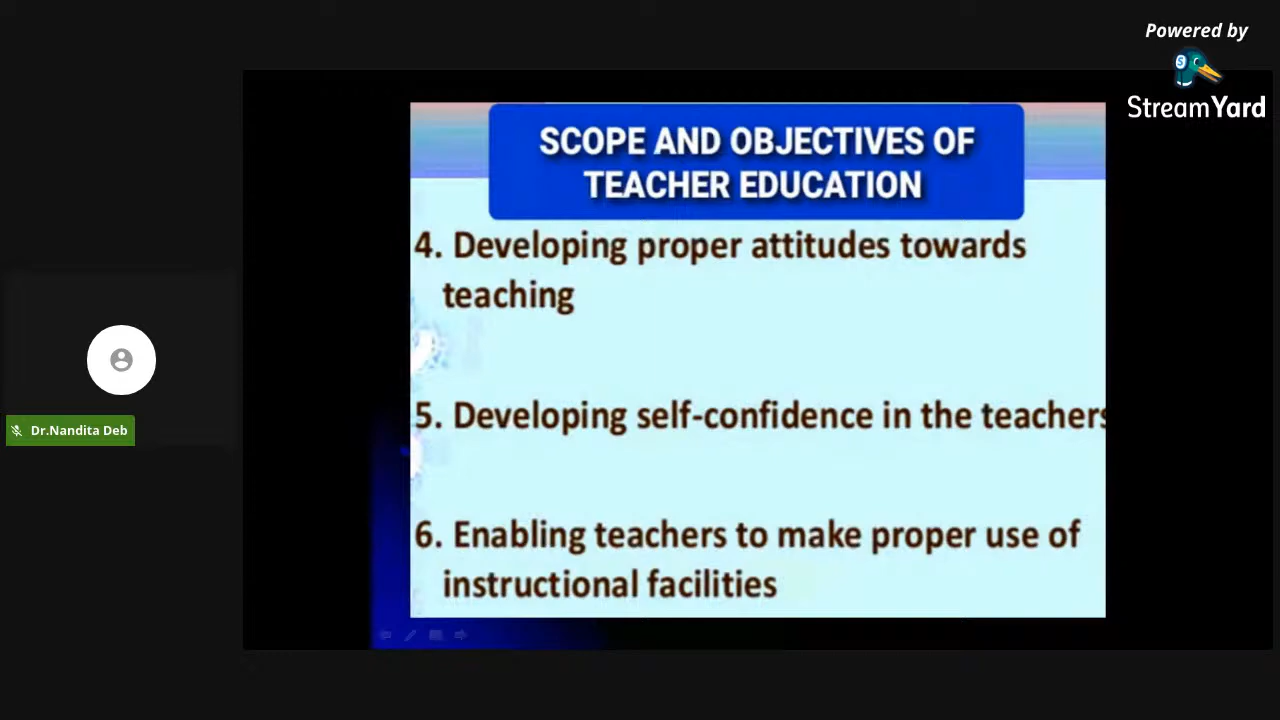 Powered by
StreamYard
SCOPE AND OBJECTIVES OF
TEACHER EDUCATION
4. Developing proper attitudes towards
teaching
5. Developing self-confidence in the teachers
6. Enabling teachers to make proper use of
instructional facilities
Dr.Nandita Deb